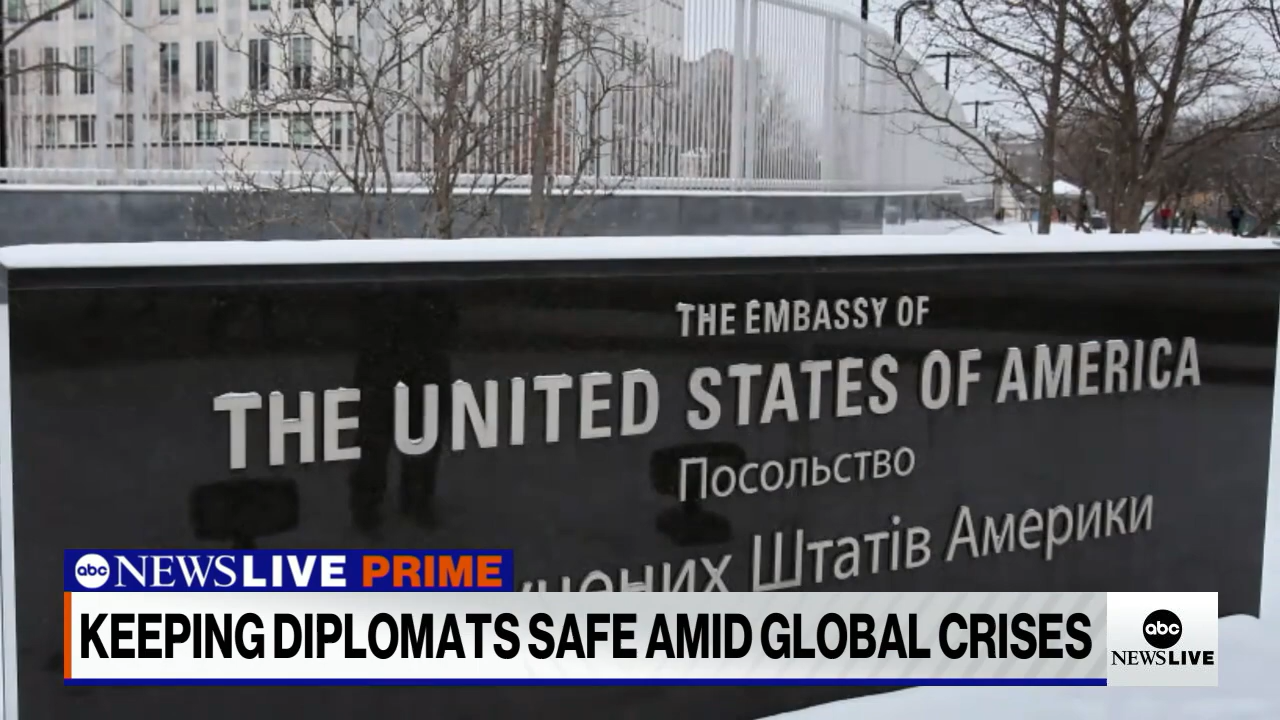 THE EMBASSY OF
THE UNITED STATES OF AMERICA
Посольство
Штатів Америки
abc NEWS LIVE PRIME
KEEPING DIPLOMATS SAFE AMID GLOBAL CRISES
abc
NEWS LIVE